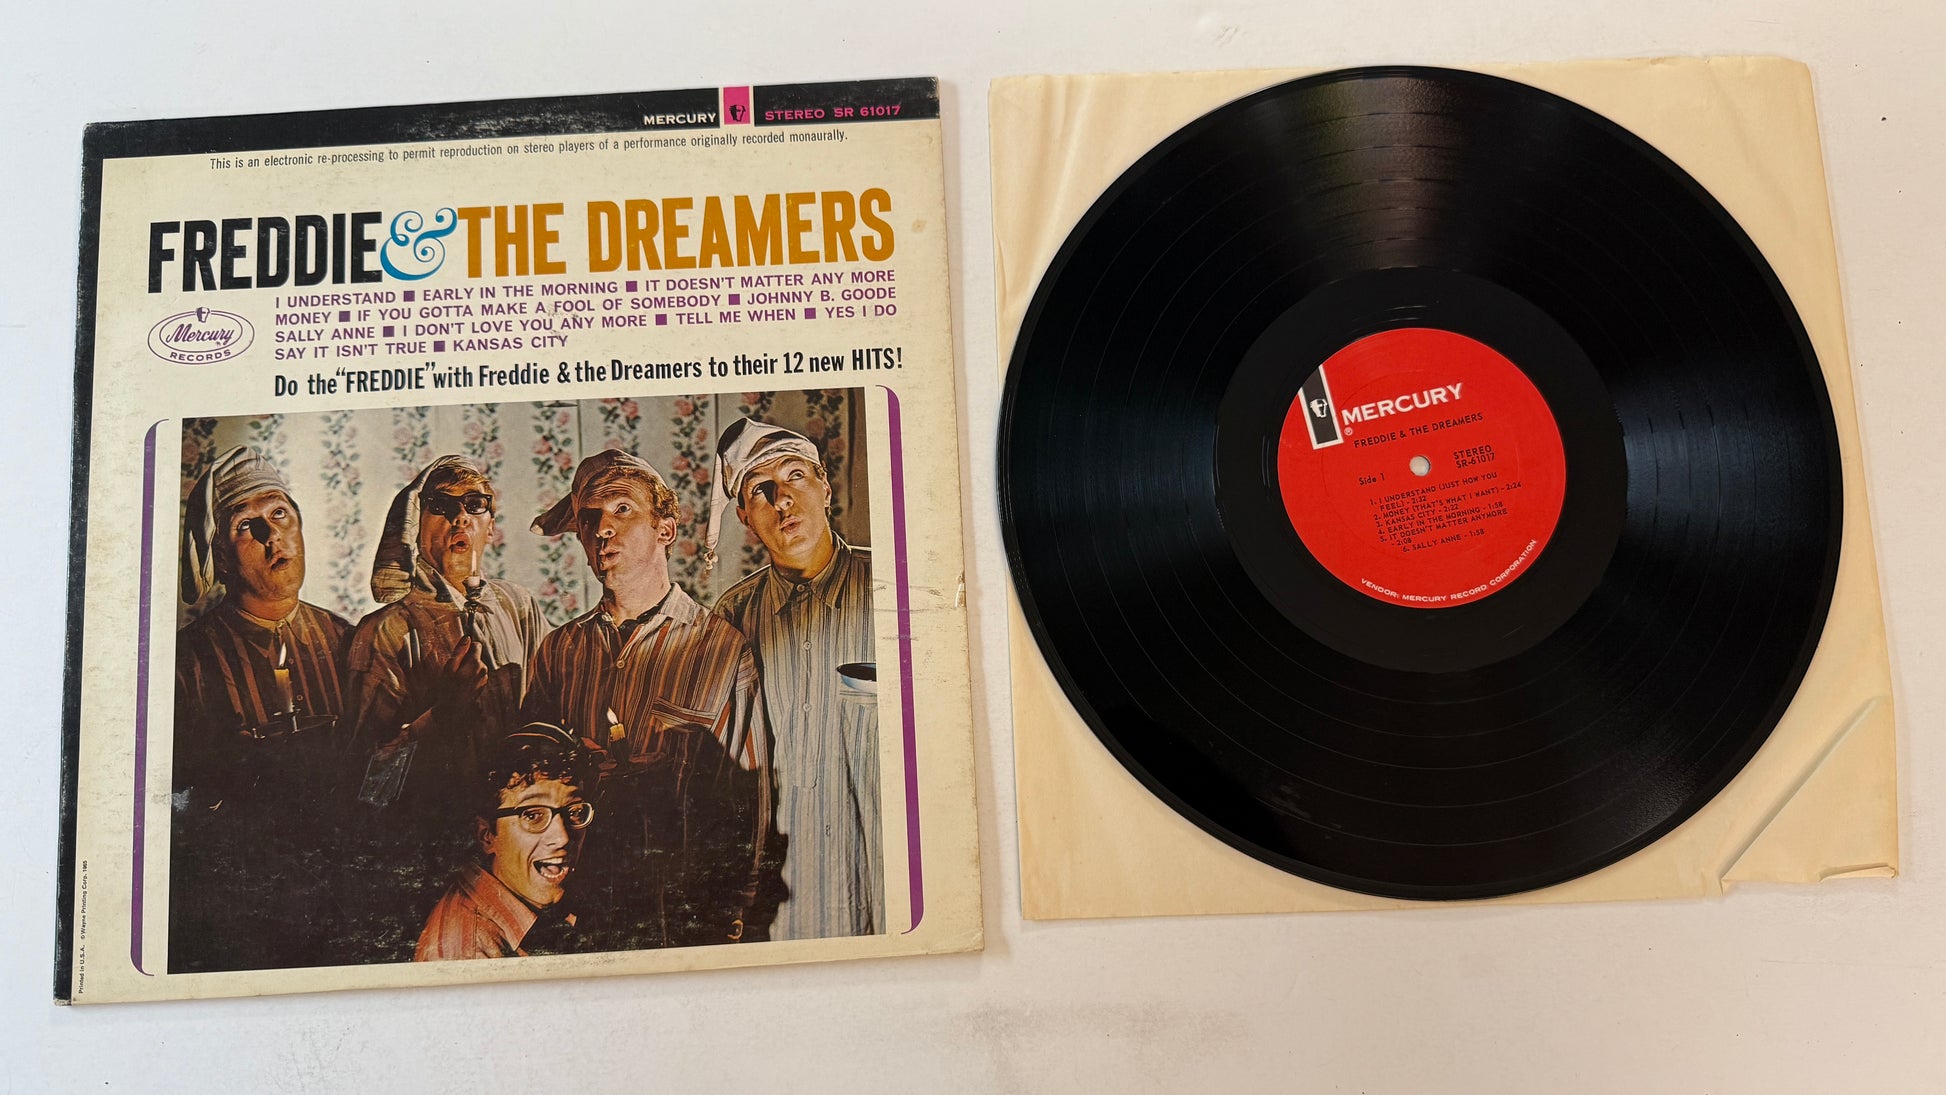 MERCURY STEREO SR 61017
This is an electronic re-processing to permit reproduction on stereo players of a performance originally recorded monaurally.
FREDDIE & THE DREAMERS
I UNDERSTAND ■ EARLY IN THE MORNING ■ IT DOESN'T MATTER ANY MORE
MONEY ■ IF YOU GOTTA MAKE A FOOL OF SOMEBODY ■ JOHNNY B. GOODE
SALLY ANNE ■ I DON'T LOVE YOU ANY MORE ■ TELL ME WHEN ■ YES I DO
SAY IT ISN'T TRUE ■ KANSAS CITY
Mercury
RECORDS
Do the "FREDDIE" with Freddie & the Dreamers to their 12 new HITS!
Printed in U.S.A. © Wayne Printing Corp. 1965
MERCURY
®
FREDDIE & THE DREAMERS
STEREO
SR-61017
Side 1
1. I UNDERSTAND (JUST HOW YOU
FEEL) - 2:32
2. MONEY (THAT'S WHAT I WANT) - 2:24
3. KANSAS CITY - 2:22
4. EARLY IN THE MORNING - 1:58
5. IT DOESN'T MATTER ANYMORE
- 2:08
6. SALLY ANNE - 1:58
VENDOR: MERCURY RECORD CORPORATION